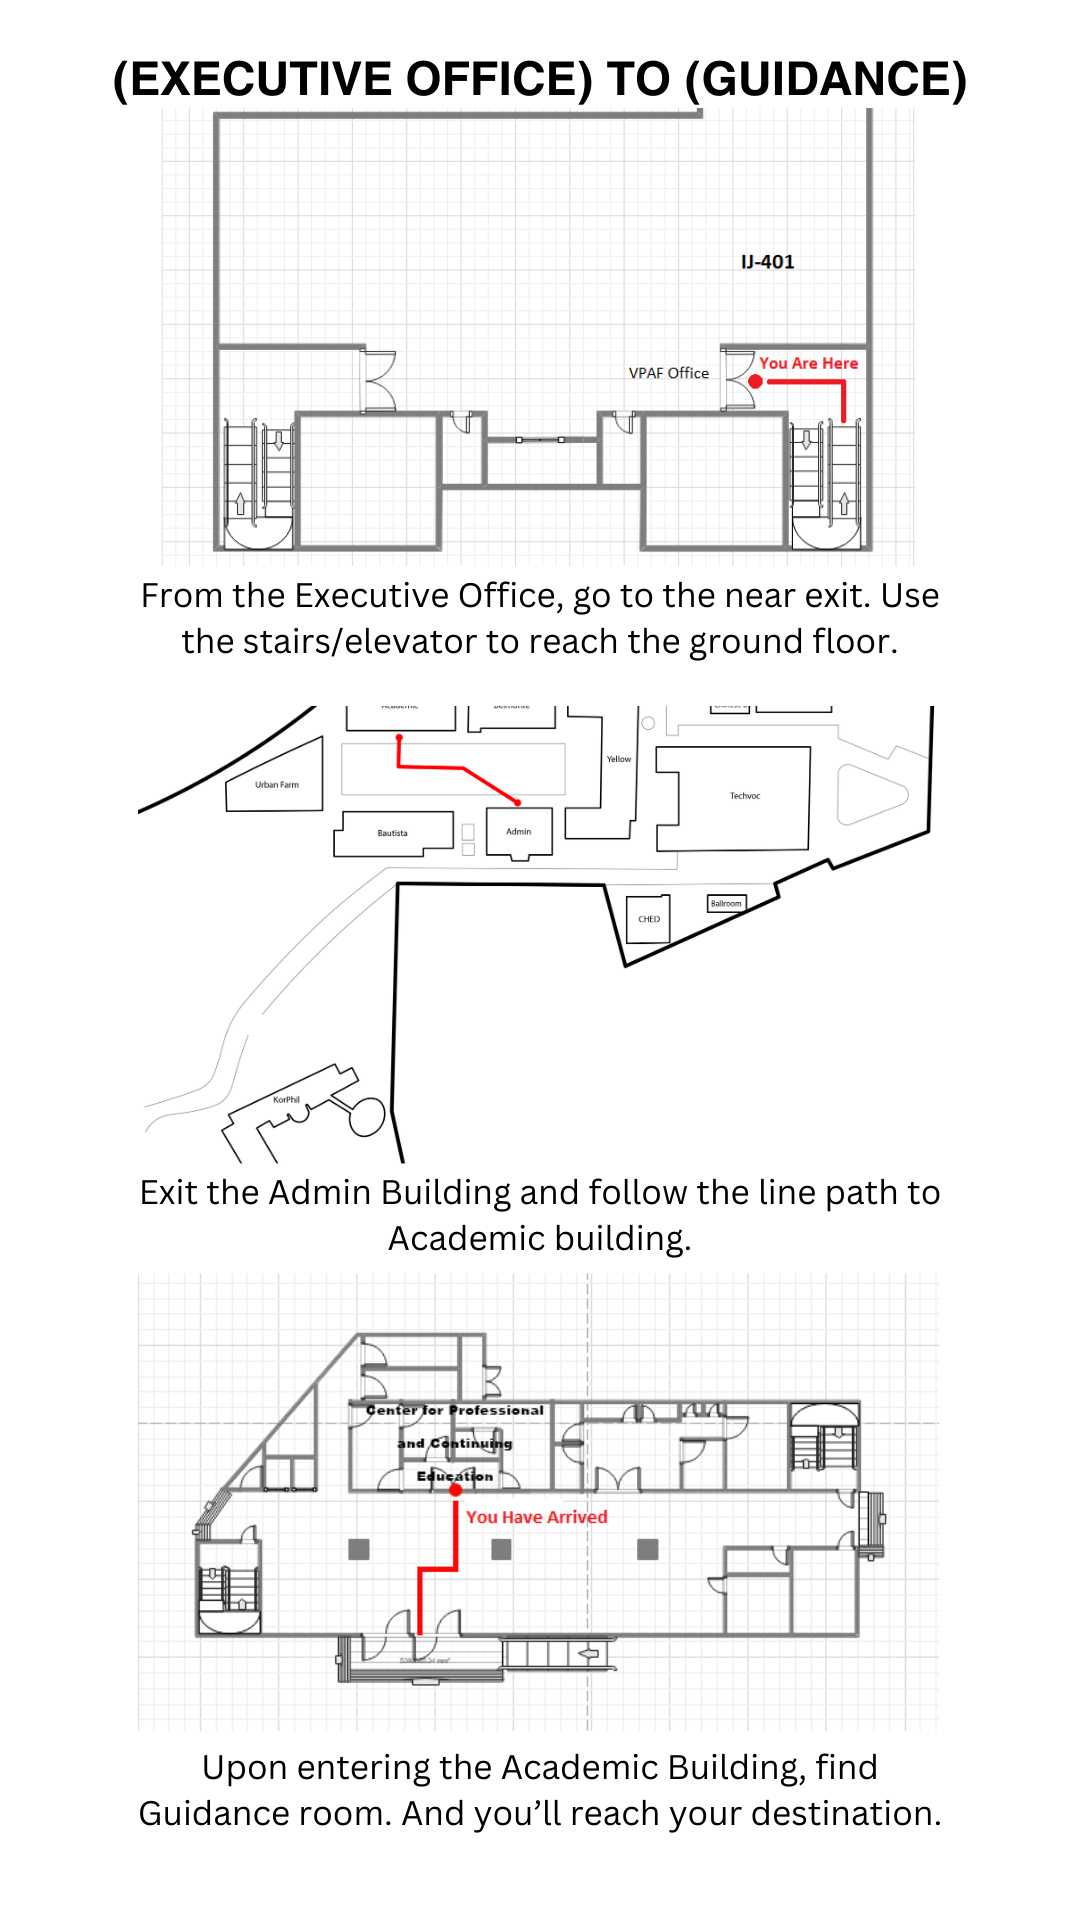 (EXECUTIVE OFFICE) TO (GUIDANCE)
IJ-401
You Are Here
VPAF Office
From the Executive Office, go to the near exit. Use
the stairs/elevator to reach the ground floor.
Academic
Belmonte
Yellow
Urban Farm
Techvoc
Bautista
Admin
CHED
Ballroom
KorPhil
Exit the Admin Building and follow the line path to
Academic building.
Center for Professional
and Continuing
Education
You Have Arrived
Upon entering the Academic Building, find
Guidance room. And you’ll reach your destination.